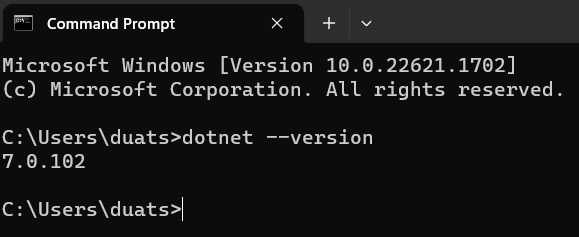 Command Prompt
Microsoft Windows [Version 10.0.22621.1702]
(c) Microsoft Corporation. All rights reserved.
C:\Users\duats>dotnet --version
7.0.102
C:\Users\duats>